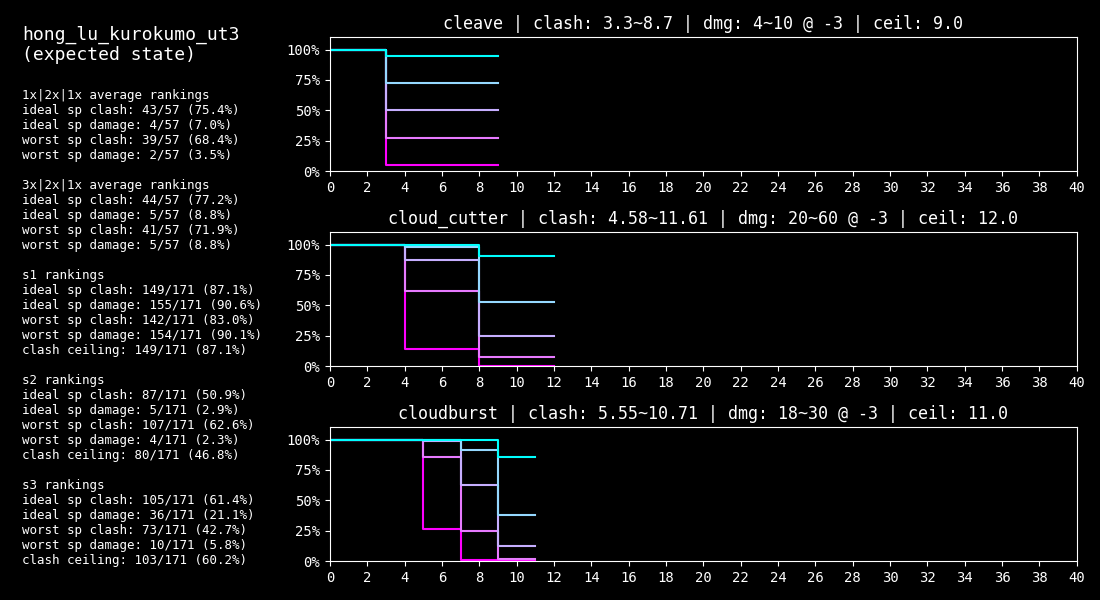 hong_lu_kurokumo_ut3
(expected state)
1x|2x|1x average rankings
ideal sp clash: 43/57 (75.4%)
ideal sp damage: 4/57 (7.0%)
worst sp clash: 39/57 (68.4%)
worst sp damage: 2/57 (3.5%)
3x|2x|1x average rankings
ideal sp clash: 44/57 (77.2%)
ideal sp damage: 5/57 (8.8%)
worst sp clash: 41/57 (71.9%)
worst sp damage: 5/57 (8.8%)
s1 rankings
ideal sp clash: 149/171 (87.1%)
ideal sp damage: 155/171 (90.6%)
worst sp clash: 142/171 (83.0%)
worst sp damage: 154/171 (90.1%)
clash ceiling: 149/171 (87.1%)
s2 rankings
ideal sp clash: 87/171 (50.9%)
ideal sp damage: 5/171 (2.9%)
worst sp clash: 107/171 (62.6%)
worst sp damage: 4/171 (2.3%)
clash ceiling: 80/171 (46.8%)
s3 rankings
ideal sp clash: 105/171 (61.4%)
ideal sp damage: 36/171 (21.1%)
worst sp clash: 73/171 (42.7%)
worst sp damage: 10/171 (5.8%)
clash ceiling: 103/171 (60.2%)
cleave | clash: 3.3~8.7 | dmg: 4~10 @ -3 | ceil: 9.0
100%
75%
50%
25%
0%
0 2 4 6 8 10 12 14 16 18 20 22 24 26 28 30 32 34 36 38 40
cloud_cutter | clash: 4.58~11.61 | dmg: 20~60 @ -3 | ceil: 12.0
100%
75%
50%
25%
0%
0 2 4 6 8 10 12 14 16 18 20 22 24 26 28 30 32 34 36 38 40
cloudburst | clash: 5.55~10.71 | dmg: 18~30 @ -3 | ceil: 11.0
100%
75%
50%
25%
0%
0 2 4 6 8 10 12 14 16 18 20 22 24 26 28 30 32 34 36 38 40